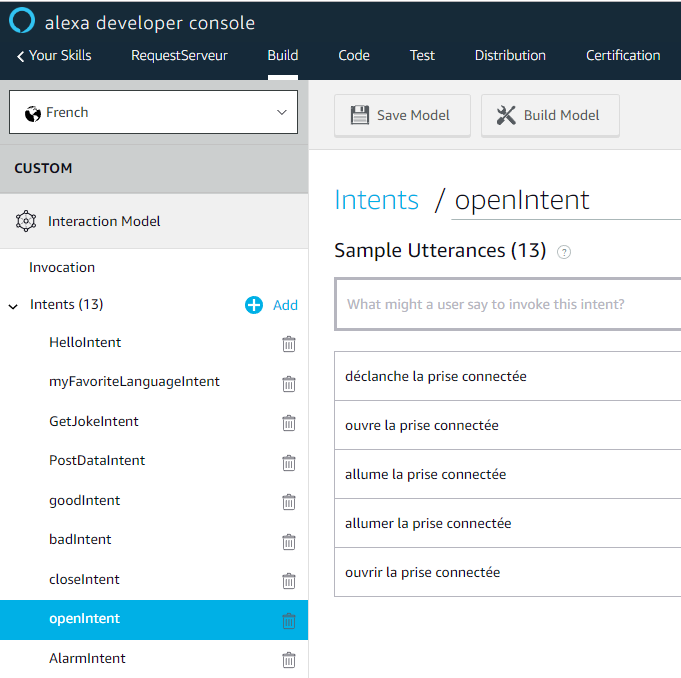 alexa developer console
Your Skills RequestServeur Build Code Test Distribution Certification
French
Save Model Build Model
CUSTOM
Interaction Model
Invocation
Intents (13) Add
HelloIntent
myFavoriteLanguageIntent
GetJokeIntent
PostDataIntent
goodIntent
badIntent
closeIntent
openIntent
AlarmIntent
Intents / openIntent
Sample Utterances (13) ?
What might a user say to invoke this intent?
déclanche la prise connectée
ouvre la prise connectée
allume la prise connectée
allumer la prise connectée
ouvrir la prise connectée